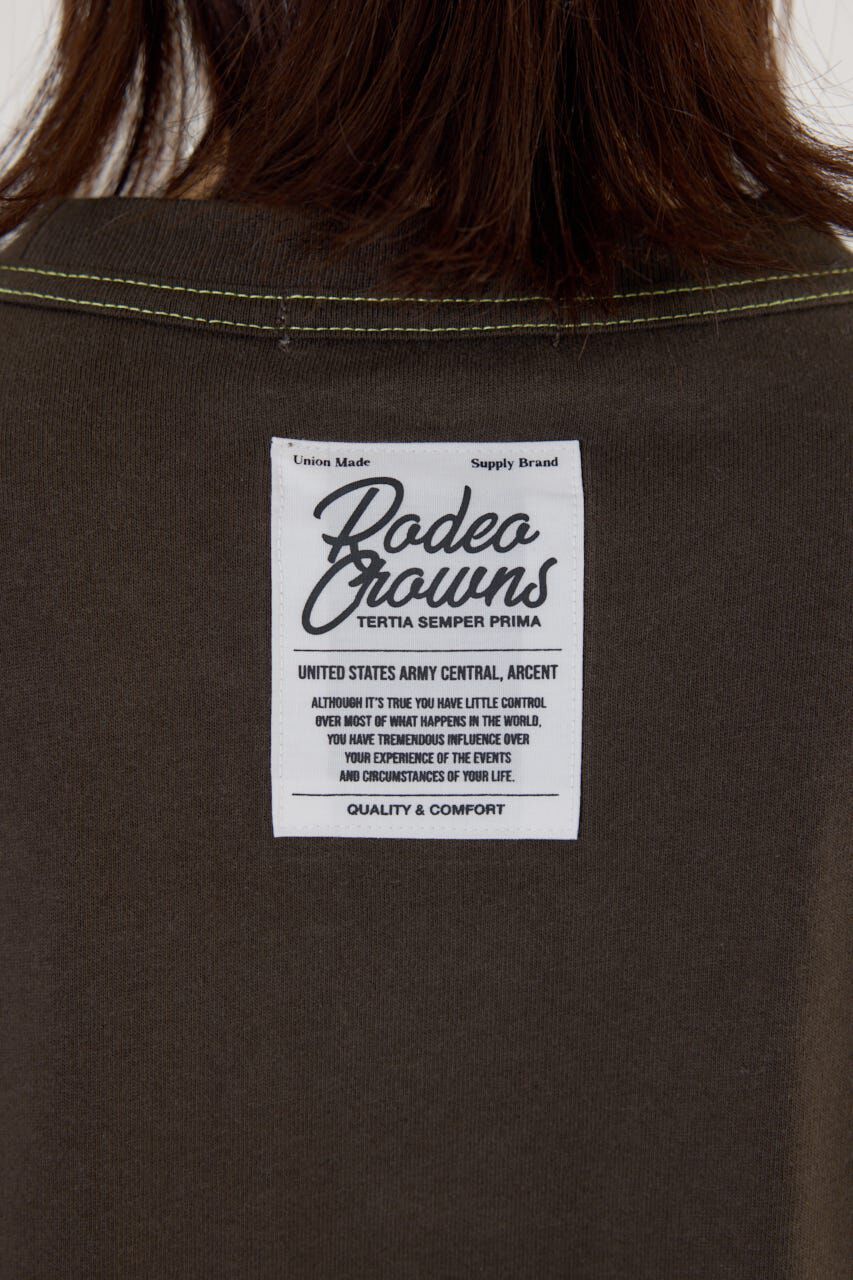 Union Made Supply Brand
Rodeo
Crowns
TERTIA SEMPER PRIMA
UNITED STATES ARMY CENTRAL, ARCENT
ALTHOUGH IT'S TRUE YOU HAVE LITTLE CONTROL
OVER MOST OF WHAT HAPPENS IN THE WORLD,
YOU HAVE TREMENDOUS INFLUENCE OVER
YOUR EXPERIENCE OF THE EVENTS
AND CIRCUMSTANCES OF YOUR LIFE.
QUALITY & COMFORT